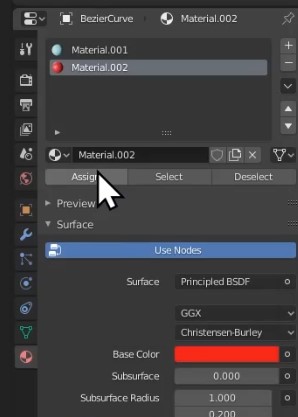 BezierCurve Material.002
Material.001
Material.002
Material.002
Assign Select Deselect
Preview
Surface
Use Nodes
Surface Principled BSDF
GGX
Christensen-Burley
Base Color
Subsurface 0.000
Subsurface Radius 1.000
0.200